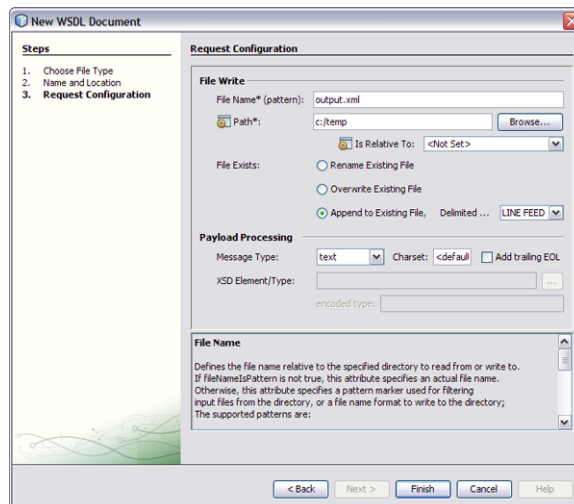 New WSDL Document
Steps
1. Choose File Type
2. Name and Location
3. Request Configuration
Request Configuration
File Write
File Name* (pattern): output.xml
Path*: c:/temp Browse...
Is Relative To: <Not Set>
File Exists: Rename Existing File
Overwrite Existing File
Append to Existing File, Delimited ... LINE FEED
Payload Processing
Message Type: text Charset: <defaul Add trailing EOL
XSD Element/Type: ...
encoded type:
File Name
Defines the file name relative to the specified directory to read from or write to.
If fileNameIsPattern is not true, this attribute specifies an actual file name.
Otherwise, this attribute specifies a pattern marker used for filtering
input files from the directory, or a file name format to write to the directory;
The supported patterns are:
< Back Next > Finish Cancel Help